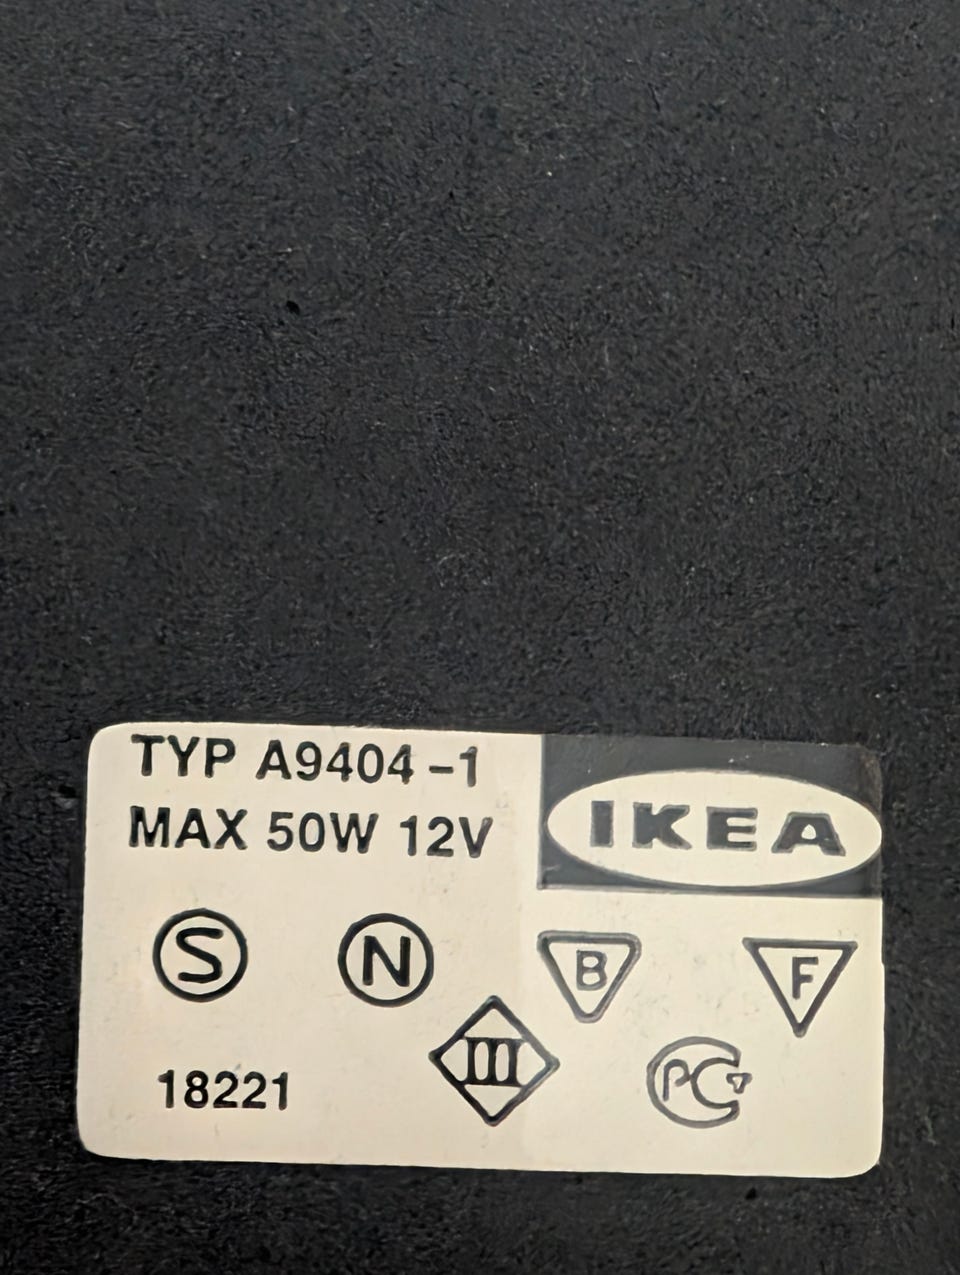 TYP A9404-1
MAX 50W 12V
IKEA
S
N
B
F
III
PC
18221